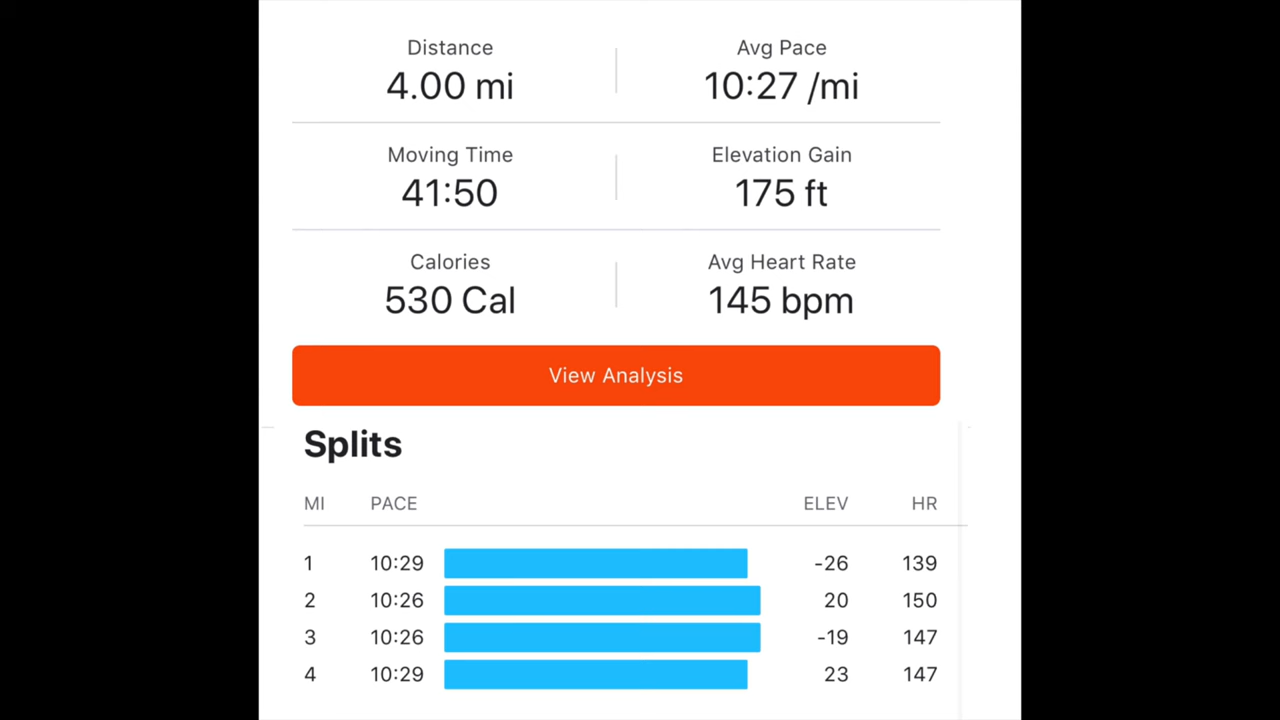 Distance
Avg Pace
4.00 mi
10:27 /mi
Moving Time
Elevation Gain
41:50
175 ft
Calories
Avg Heart Rate
530 Cal
145 bpm
View Analysis
Splits
MI PACE ELEV HR
1 10:29 -26 139
2 10:26 20 150
3 10:26 -19 147
4 10:29 23 147